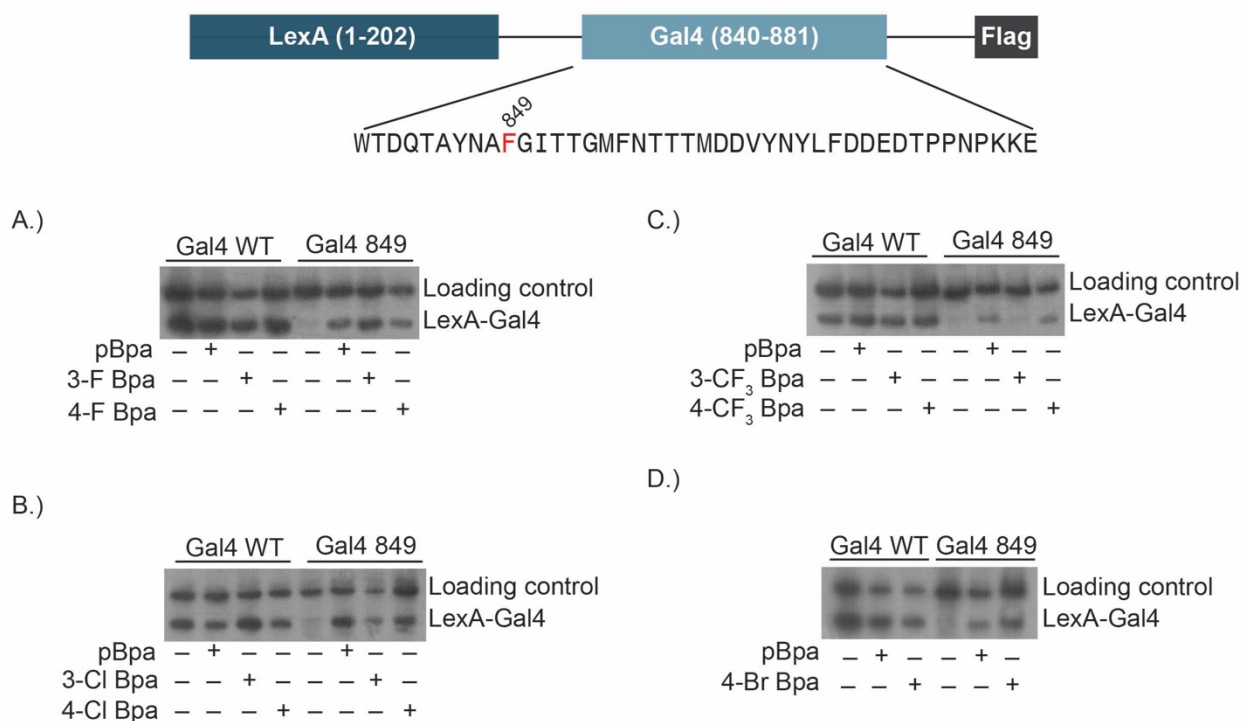 LexA (1-202) Gal4 (840-881) Flag
849
WTDQTAYNAFGITTGMFNTTTMDDVYNYLFDDEDTPPNPKKE
A.)
Gal4 WT Gal4 849
Loading control
LexA-Gal4
pBpa – + – – – + – –
3-F Bpa – – + – – – + –
4-F Bpa – – – + – – – +
B.)
Gal4 WT Gal4 849
Loading control
LexA-Gal4
pBpa – + – – – + – –
3-Cl Bpa – – + – – – + –
4-Cl Bpa – – – + – – – +
C.)
Gal4 WT Gal4 849
Loading control
LexA-Gal4
pBpa – + – – – + – –
3-CF₃ Bpa – – + – – – + –
4-CF₃ Bpa – – – + – – – +
D.)
Gal4 WT Gal4 849
Loading control
LexA-Gal4
pBpa – + – – + –
4-Br Bpa – – + – – +